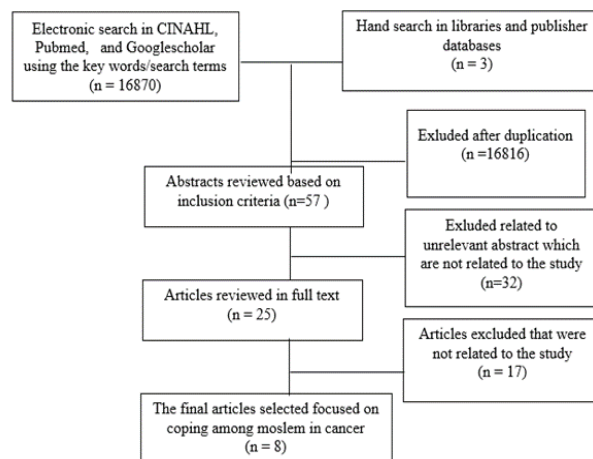 Electronic search in CINAHL,
Pubmed, and Googlescholar
using the key words/search terms
(n = 16870)
Hand search in libraries and publisher
databases
(n = 3)
Exluded after duplication
(n =16816)
Abstracts reviewed based on
inclusion criteria (n=57 )
Exluded related to
unrelevant abstract which
are not related to the study
(n=32)
Articles reviewed in full text
(n = 25)
Articles excluded that were
not related to the study
(n = 17)
The final articles selected focused on
coping among moslem in cancer
(n = 8)